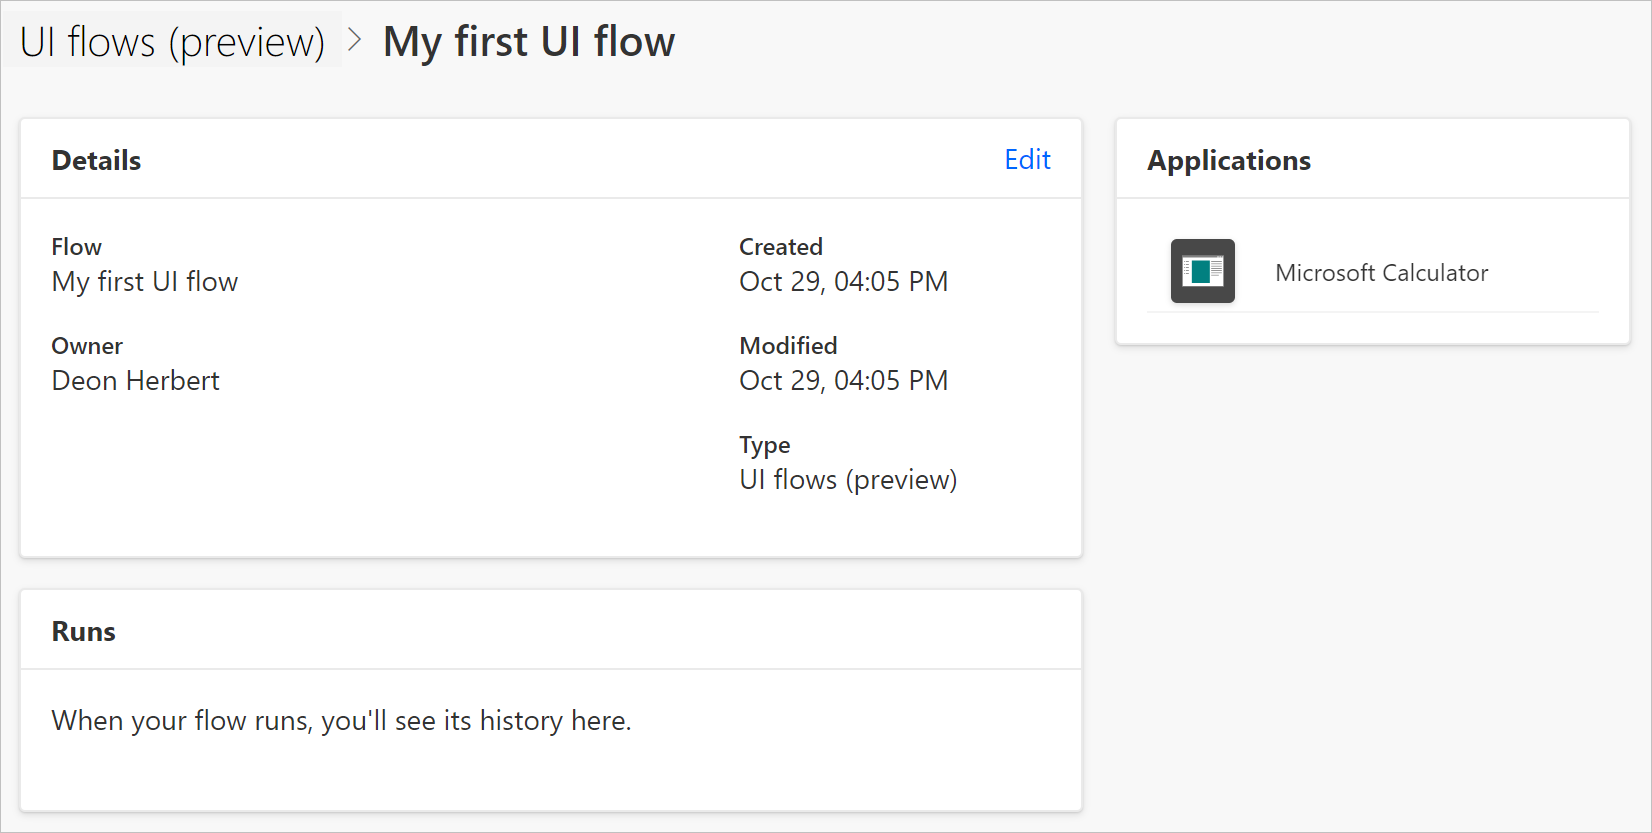 UI flows (preview) > My first UI flow
Details
Edit
Flow
My first UI flow
Owner
Deon Herbert
Created
Oct 29, 04:05 PM
Modified
Oct 29, 04:05 PM
Type
UI flows (preview)
Applications
Microsoft Calculator
Runs
When your flow runs, you'll see its history here.